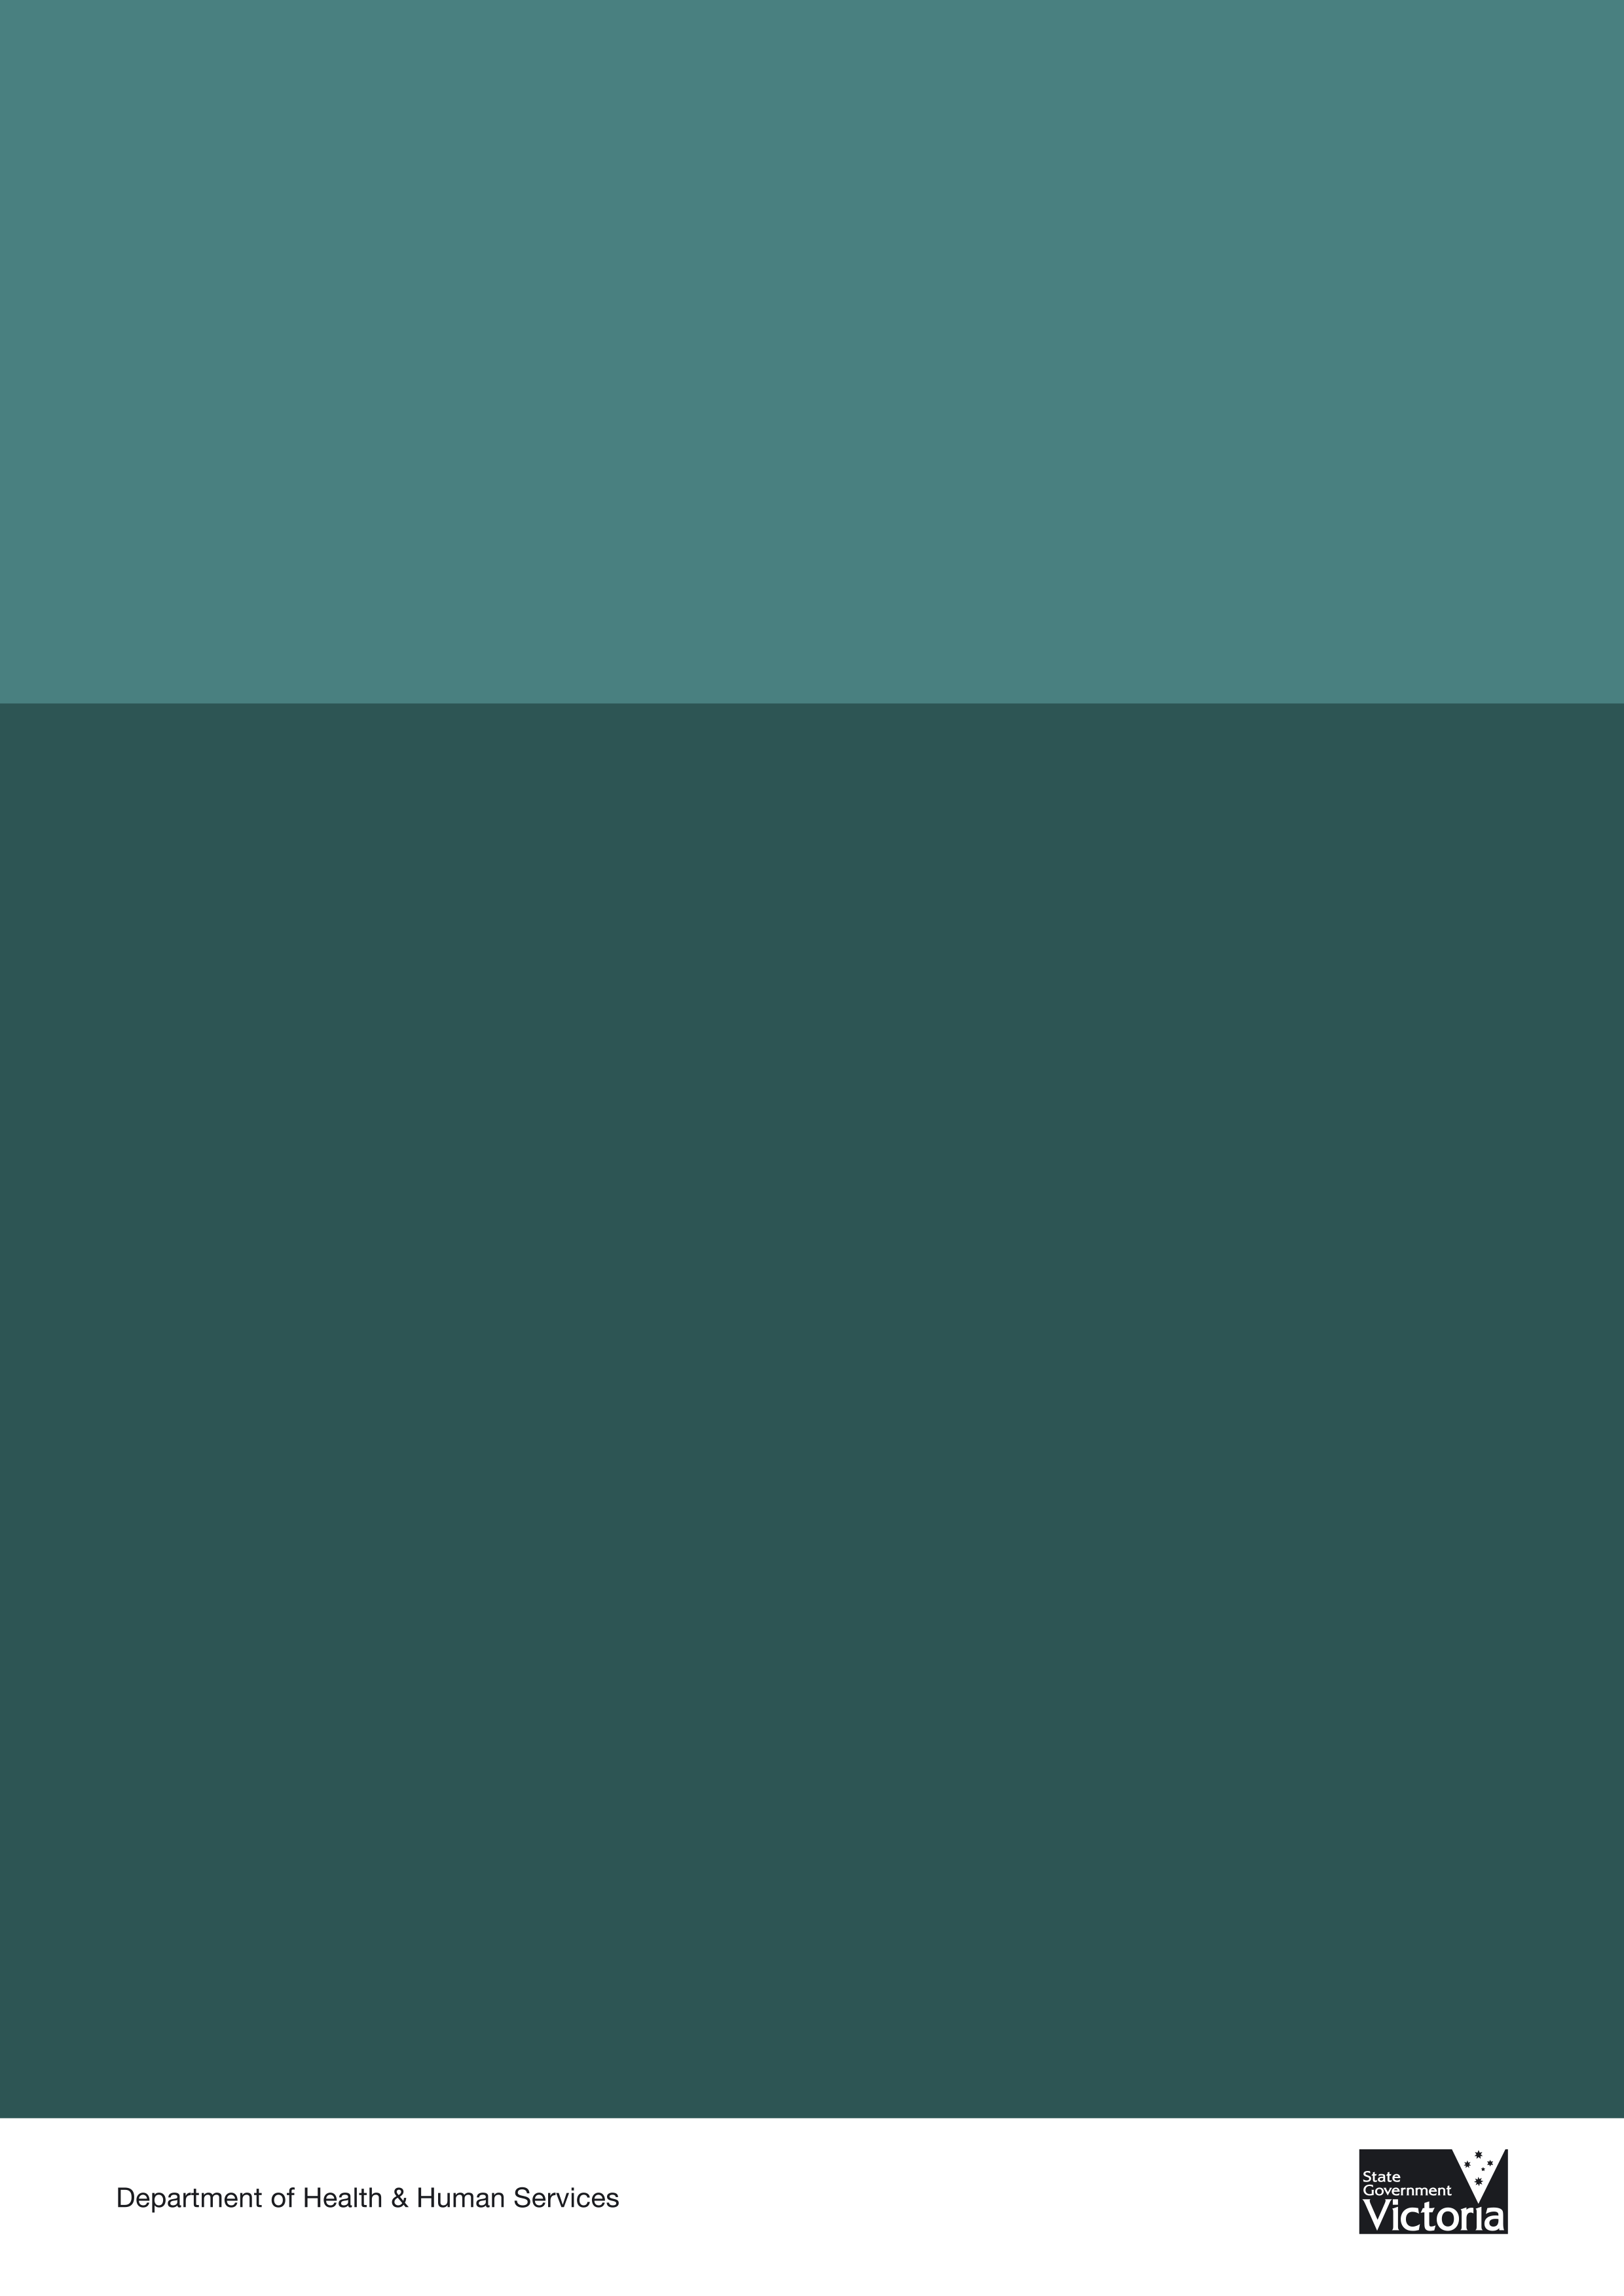 Department of Health & Human Services
State
Government
Victoria